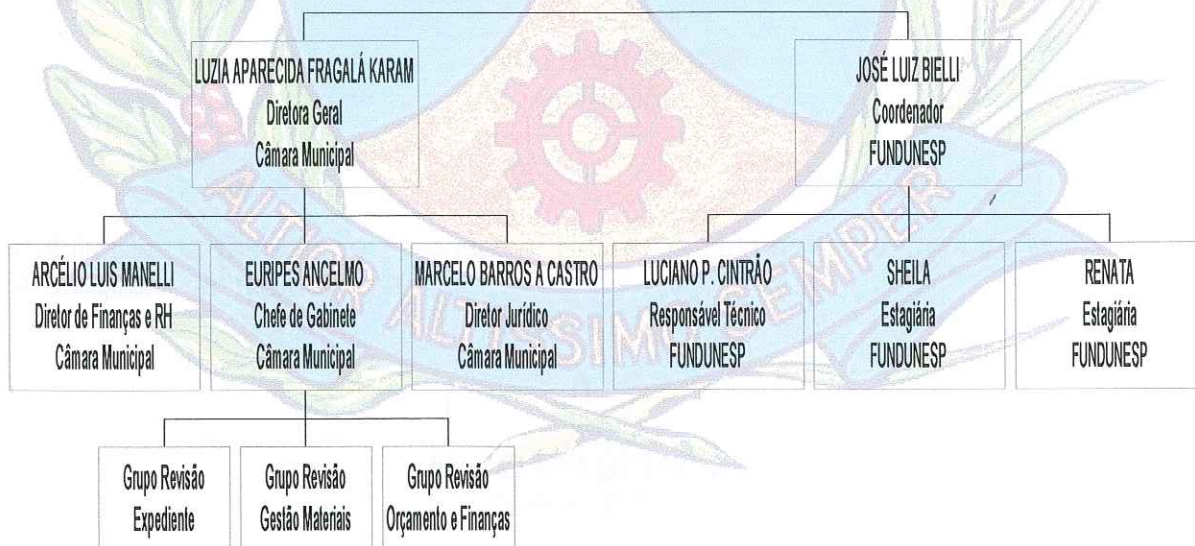 LUZIA APARECIDA FRAGALÁ KARAM
Diretora Geral
Câmara Municipal
JOSÉ LUIZ BIELLI
Coordenador
FUNDUNESP
ARCÉLIO LUIS MANELLI
Diretor de Finanças e RH
Câmara Municipal
EURIPES ANCELMO
Chefe de Gabinete
Câmara Municipal
MARCELO BARROS A CASTRO
Diretor Jurídico
Câmara Municipal
LUCIANO P. CINTRÃO
Responsável Técnico
FUNDUNESP
SHEILA
Estagiária
FUNDUNESP
RENATA
Estagiária
FUNDUNESP
Grupo Revisão
Expediente
Grupo Revisão
Gestão Materiais
Grupo Revisão
Orçamento e Finanças
ALTIOR ALTISSIMO SEMPER